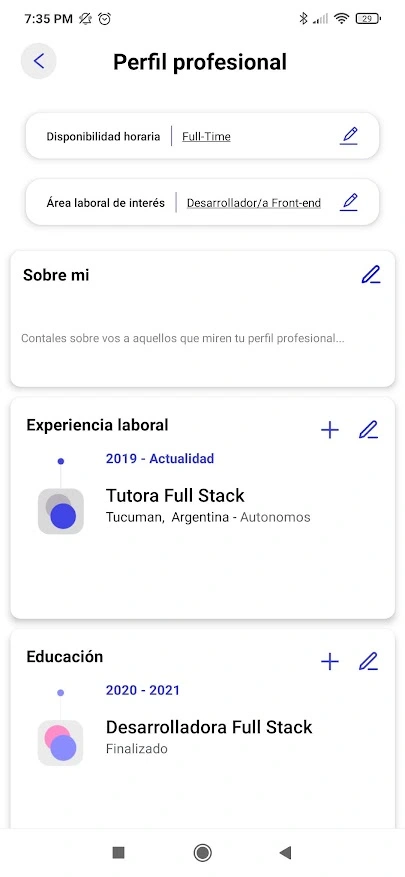 7:35 PM
29
Perfil profesional
Disponibilidad horaria
Full-Time
Área laboral de interés
Desarrollador/a Front-end
Sobre mi
Contales sobre vos a aquellos que miren tu perfil profesional...
Experiencia laboral
2019 - Actualidad
Tutora Full Stack
Tucuman, Argentina - Autonomos
Educación
2020 - 2021
Desarrolladora Full Stack
Finalizado